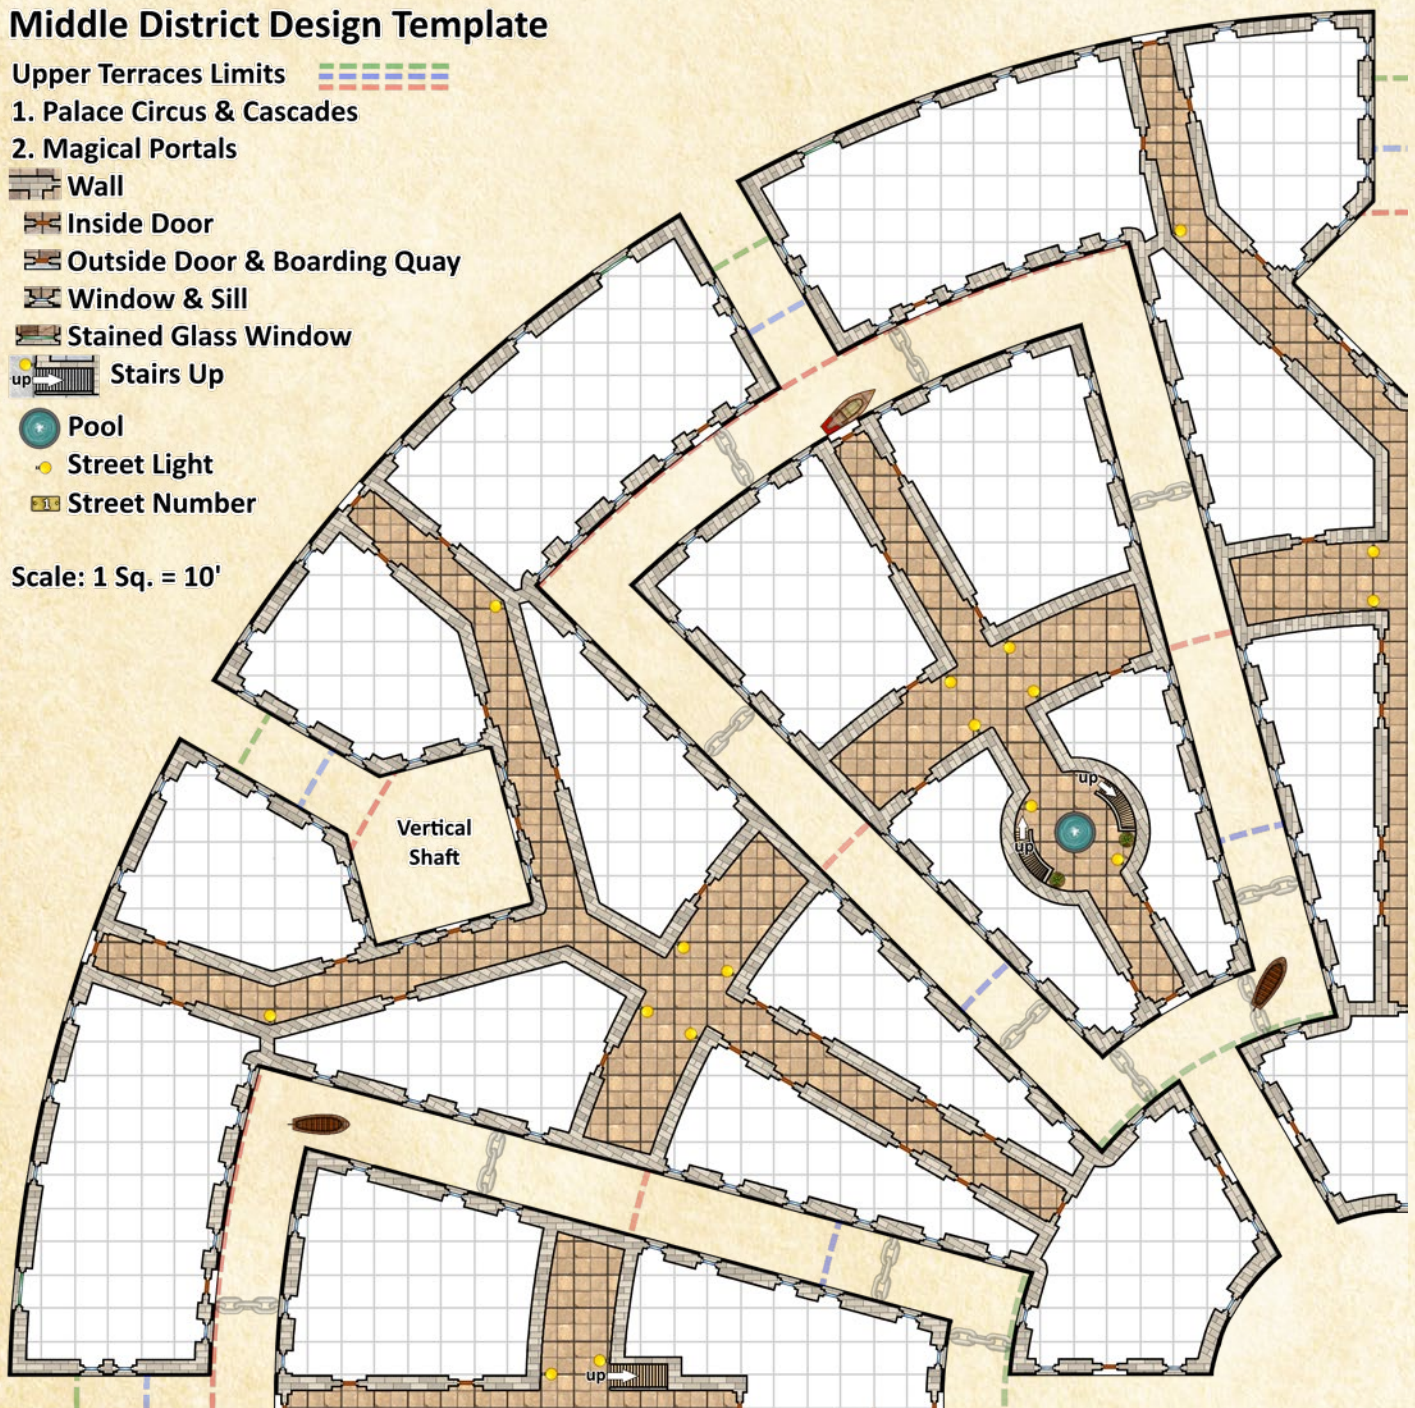 Middle District Design Template
Upper Terraces Limits
1. Palace Circus & Cascades
2. Magical Portals
Wall
Inside Door
Outside Door & Boarding Quay
Window & Sill
Stained Glass Window
up
Stairs Up
Pool
Street Light
1
Street Number
Scale: 1 Sq. = 10'
up
Vertical
Shaft
up
up